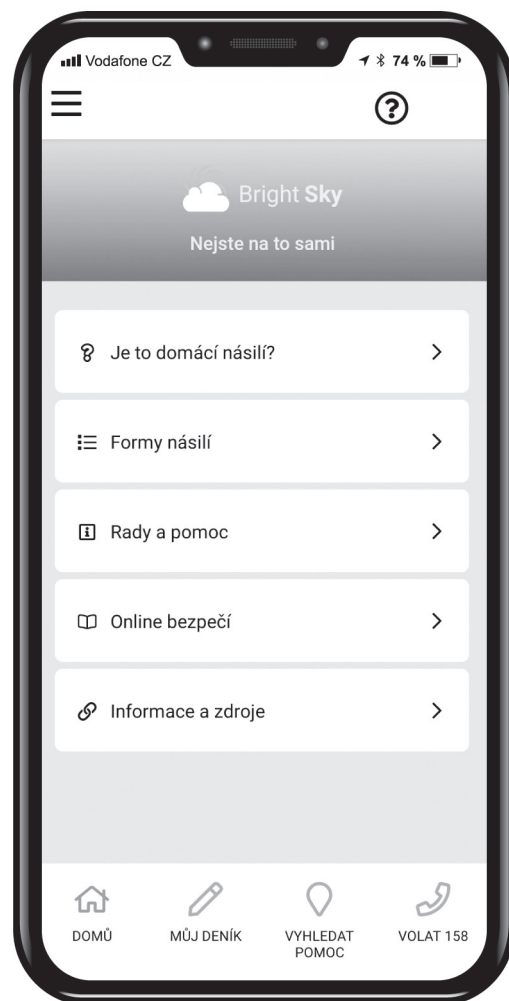 Vodafone CZ 74 %
Bright Sky
Nejste na to sami
Je to domácí násilí?
Formy násilí
Rady a pomoc
Online bezpečí
Informace a zdroje
DOMŮ MŮJ DENÍK VYHLEDAT POMOC VOLAT 158